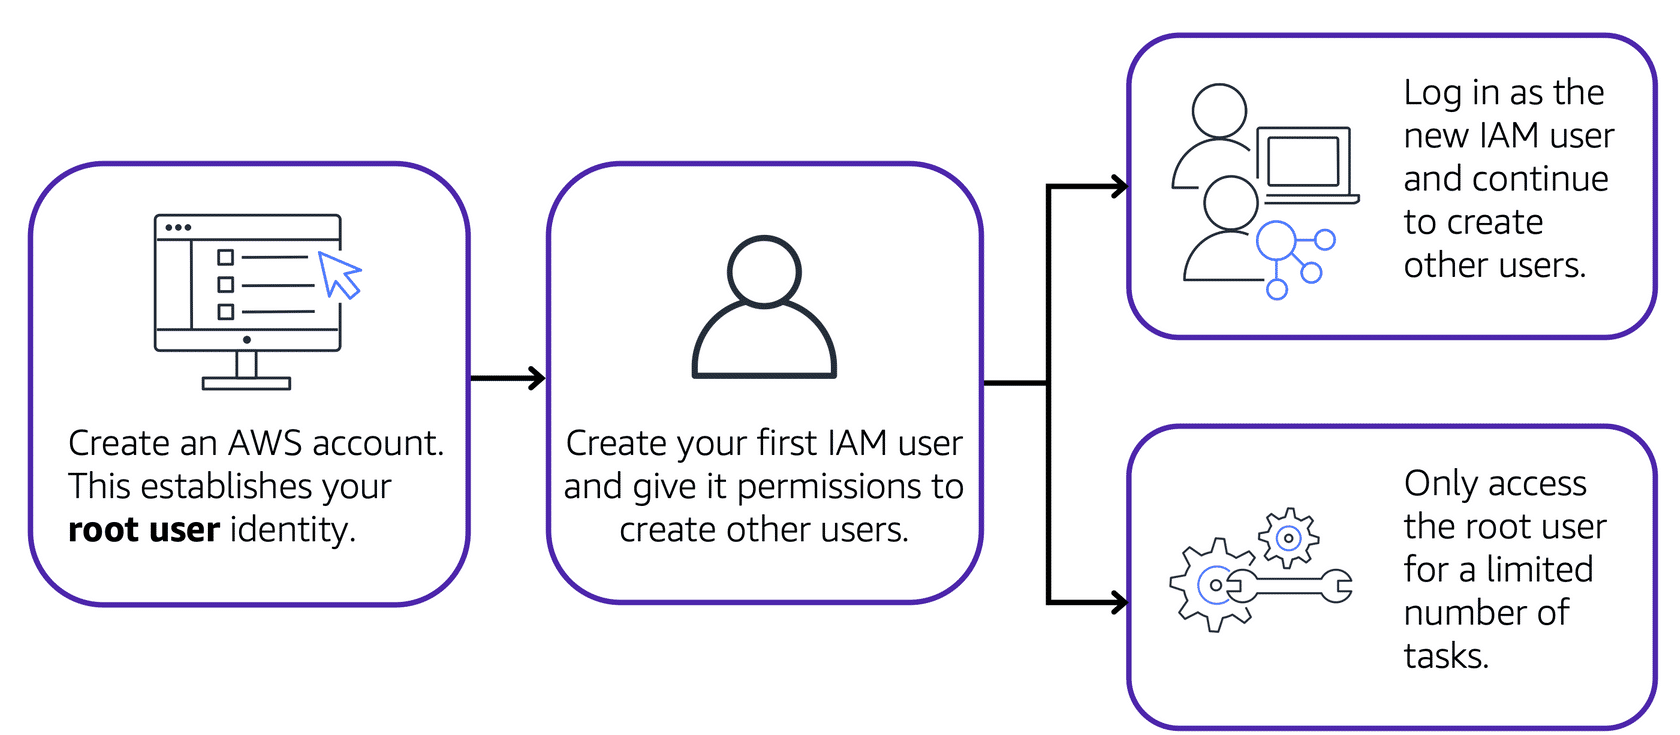 Create an AWS account.
This establishes your
root user identity.
Create your first IAM user
and give it permissions to
create other users.
Log in as the
new IAM user
and continue
to create
other users.
Only access
the root user
for a limited
number of
tasks.